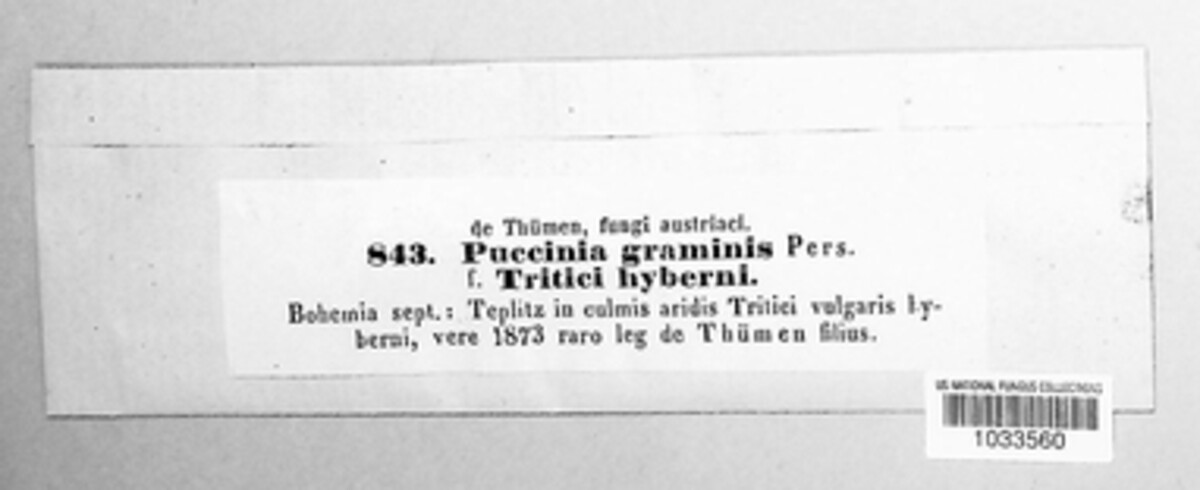 de Thümen, fungi austriaci.
843. Puccinia graminis Pers.
f. Tritici hyberni.
Bohemia sept.: Teplitz in culmis aridis Tritici vulgaris hy-
berni, vere 1873 raro leg de Thümen filius.
US NATIONAL FUNGUS COLLECTIONS
1033560